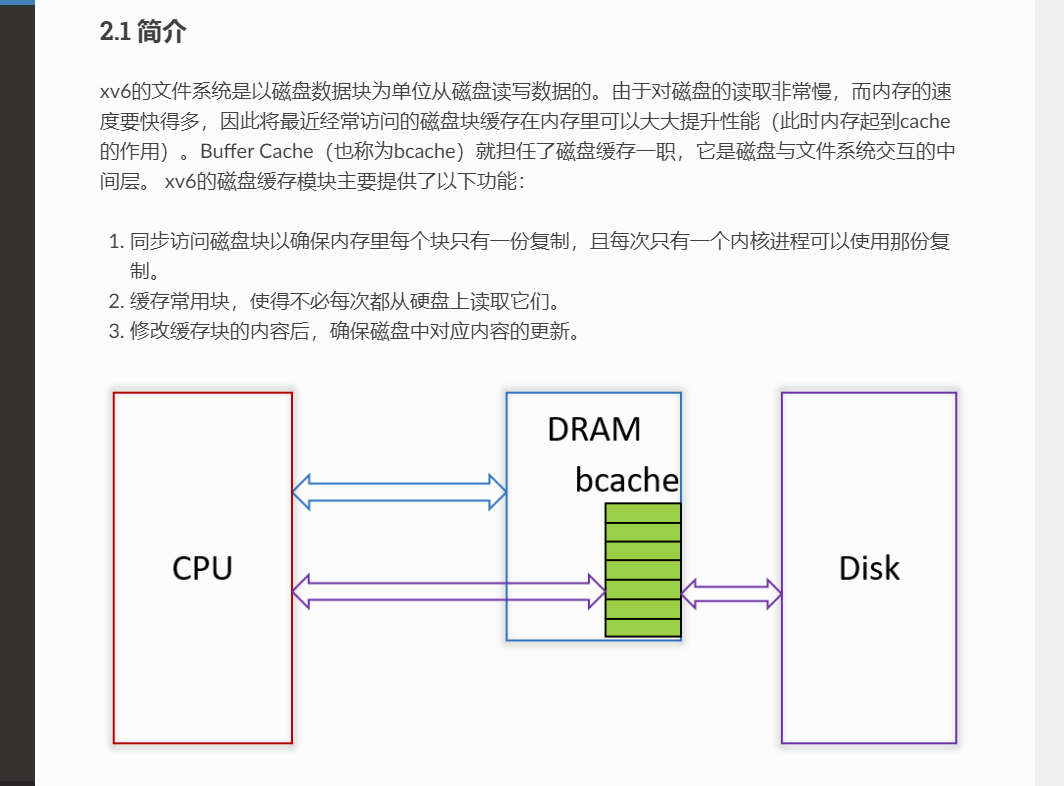 2.1 简介
xv6的文件系统是以磁盘数据块为单位从磁盘读写数据的。由于对磁盘的读取非常慢，而内存的速
度要快得多，因此将最近经常访问的磁盘块缓存在内存里可以大大提升性能（此时内存起到cache
的作用）。Buffer Cache（也称为bcache）就担任了磁盘缓存一职，它是磁盘与文件系统交互的中
间层。 xv6的磁盘缓存模块主要提供了以下功能：
1. 同步访问磁盘块以确保内存里每个块只有一份复制，且每次只有一个内核进程可以使用那份复
制。
2. 缓存常用块，使得不必每次都从硬盘上读取它们。
3. 修改缓存块的内容后，确保磁盘中对应内容的更新。
DRAM
bcache
CPU
Disk